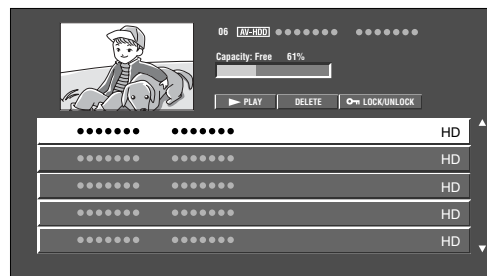 06 AV-HDD
Capacity: Free 61%
PLAY DELETE LOCK/UNLOCK
HD
HD
HD
HD
HD